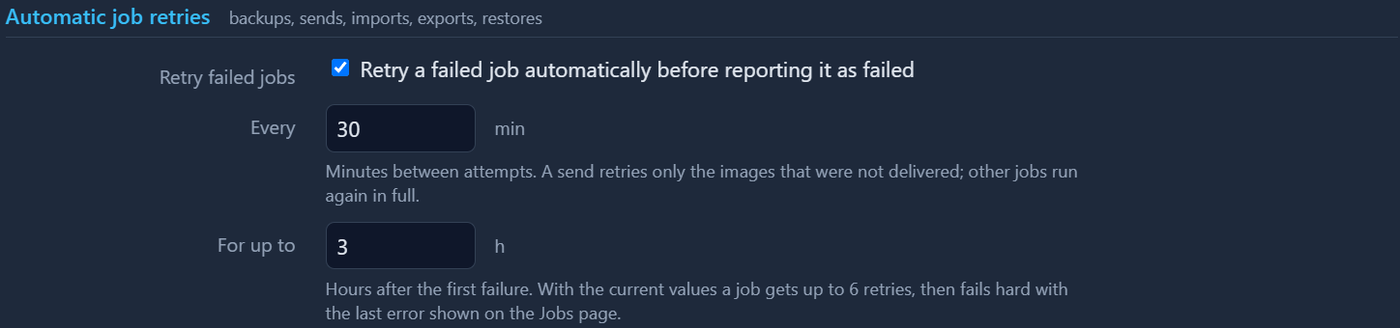 Automatic job retries backups, sends, imports, exports, restores
Retry failed jobs Retry a failed job automatically before reporting it as failed
Every 30 min
Minutes between attempts. A send retries only the images that were not delivered; other jobs run
again in full.
For up to 3 h
Hours after the first failure. With the current values a job gets up to 6 retries, then fails hard with
the last error shown on the Jobs page.